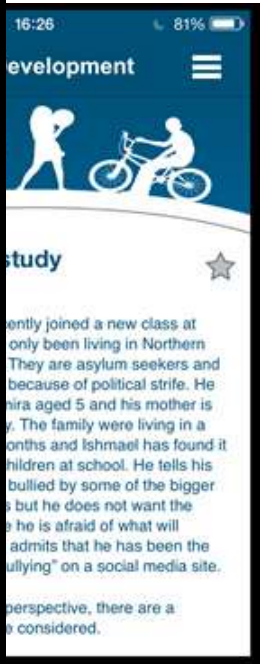 16:26 81%
evelopment
study
ently joined a new class at
only been living in Northern
They are asylum seekers and
because of political strife. He
nira aged 5 and his mother is
y. The family were living in a
onths and Ishmael has found it
hildren at school. He tells his
bullied by some of the bigger
s but he does not want the
e he is afraid of what will
admits that he has been the
ullying" on a social media site.
perspective, there are a
e considered.